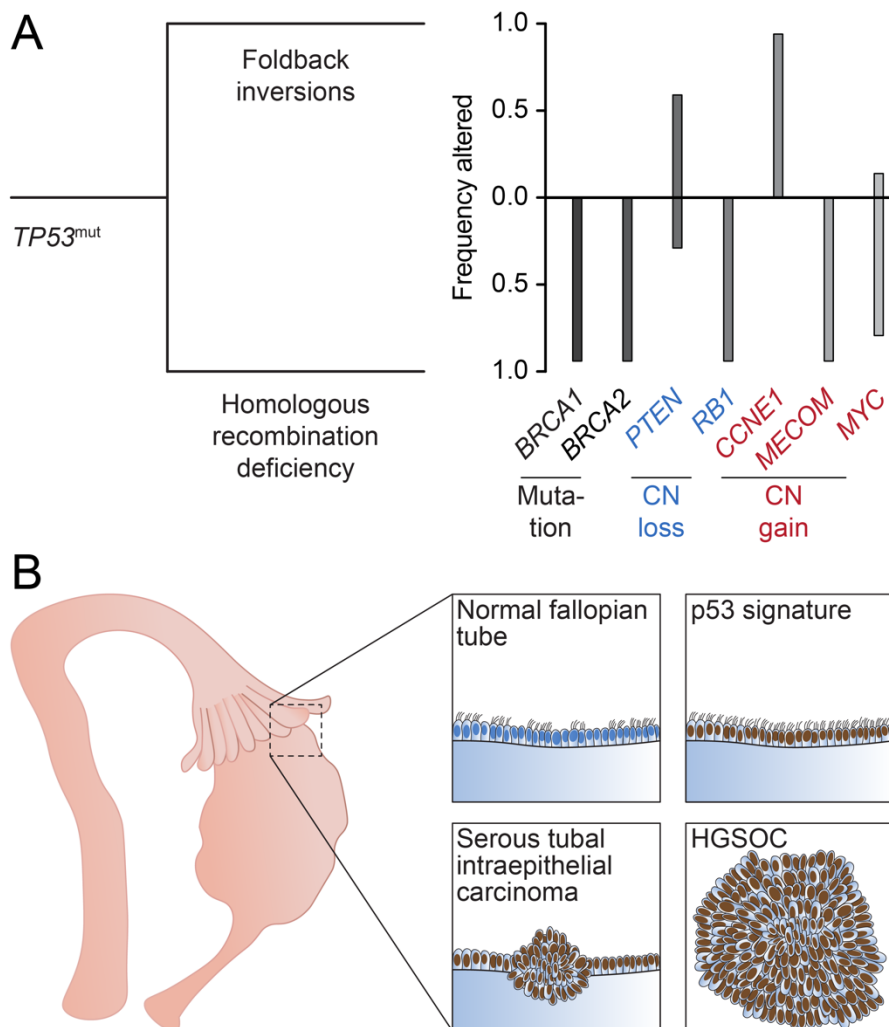 A
Foldback
inversions
TP53mut
Homologous
recombination
deficiency
Frequency altered
1.0
0.5
0.0
0.5
1.0
BRCA1
BRCA2
PTEN
RB1
CCNE1
MECOM
MYC
Muta-
tion
CN
loss
CN
gain
B
Normal fallopian
tube
p53 signature
Serous tubal
intraepithelial
carcinoma
HGSOC